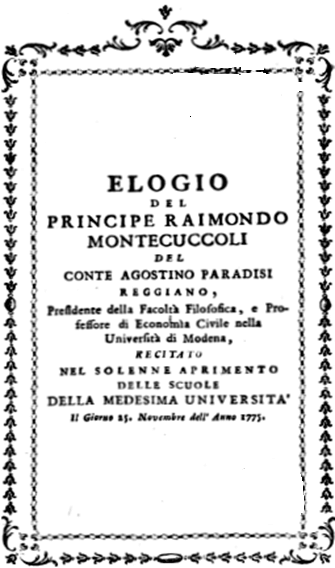 ELOGIO
DEL
PRINCIPE RAIMONDO
MONTECUCCOLI
DEL
CONTE AGOSTINO PARADISI
REGGIANO,
Presidente della Facoltà Filosofica, e Pro-
fessore di Economia Civile nella
Università di Modena,
RECITATO
NEL SOLENNE APRIMENTO
DELLE SCUOLE
DELLA MEDESIMA UNIVERSITA'
Il Giorno 25. Novembre dell' Anno 1775.